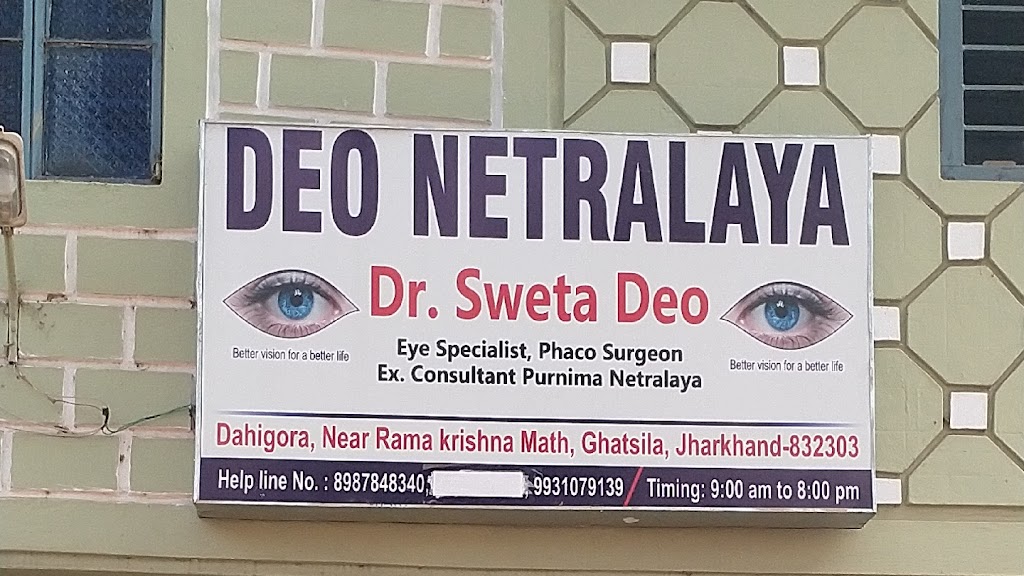 DEO NETRALAYA
Dr. Sweta Deo
Better vision for a better life
Eye Specialist, Phaco Surgeon
Ex. Consultant Purnima Netralaya
Better vision for a better life
Dahigora, Near Rama krishna Math, Ghatsila, Jharkhand-832303
Help line No. : 8987848340, 9931079139 / Timing: 9:00 am to 8:00 pm